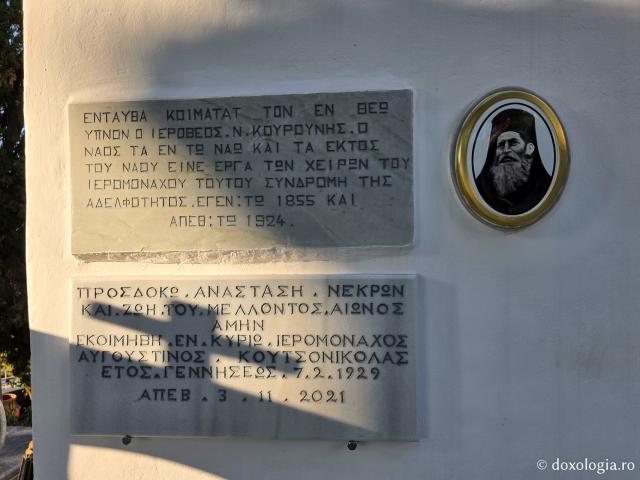 ΕΝΤΑΥΘΑ ΚΟΙΜΑΤΑΤ ΤΟΝ ΕΝ ΘΕΩ
ΥΠΝΟΝ Ο ΙΕΡΟΘΕΟΣ.Ν.ΚΟΥΡΟΥΝΗΣ.Ο
ΝΑΟΣ ΤΑ ΕΝ ΤΩ ΝΑΩ ΚΑΙ ΤΑ ΕΚΤΟΣ
ΤΟΥ ΝΑΟΥ ΕΙΝΕ ΕΡΓΑ ΤΩΝ ΧΕΙΡΩΝ ΤΟΥ
ΙΕΡΟΜΟΝΑΧΟΥ ΤΟΥΤΟΥ ΣΥΝΔΡΟΜΗ ΤΗΣ
ΑΔΕΛΦΟΤΗΤΟΣ.ΕΓΕΝ:ΤΩ 1855 ΚΑΙ
ΑΠΕΘ:ΤΩ 1924.
ΠΡΟΣΔΟΚΩ.ΑΝΑΣΤΑΣΗ.ΝΕΚΡΩΝ
ΚΑΙ.ΖΩΗ.ΤΟΥ.ΜΕΛΛΟΝΤΟΣ.ΑΙΩΝΟΣ
ΑΜΗΝ
ΕΚΟΙΜΗΘΗ.ΕΝ.ΚΥΡΙΩ.ΙΕΡΟΜΟΝΑΧΟΣ
ΑΥΓΟΥΣΤΙΝΟΣ.ΚΟΥΤΣΟΝΙΚΟΛΑΣ
ΕΤΟΣ.ΓΕΝΝΗΣΕΩΣ.7.2.1929
ΑΠΕΒ.3.11.2021
© doxologia.ro